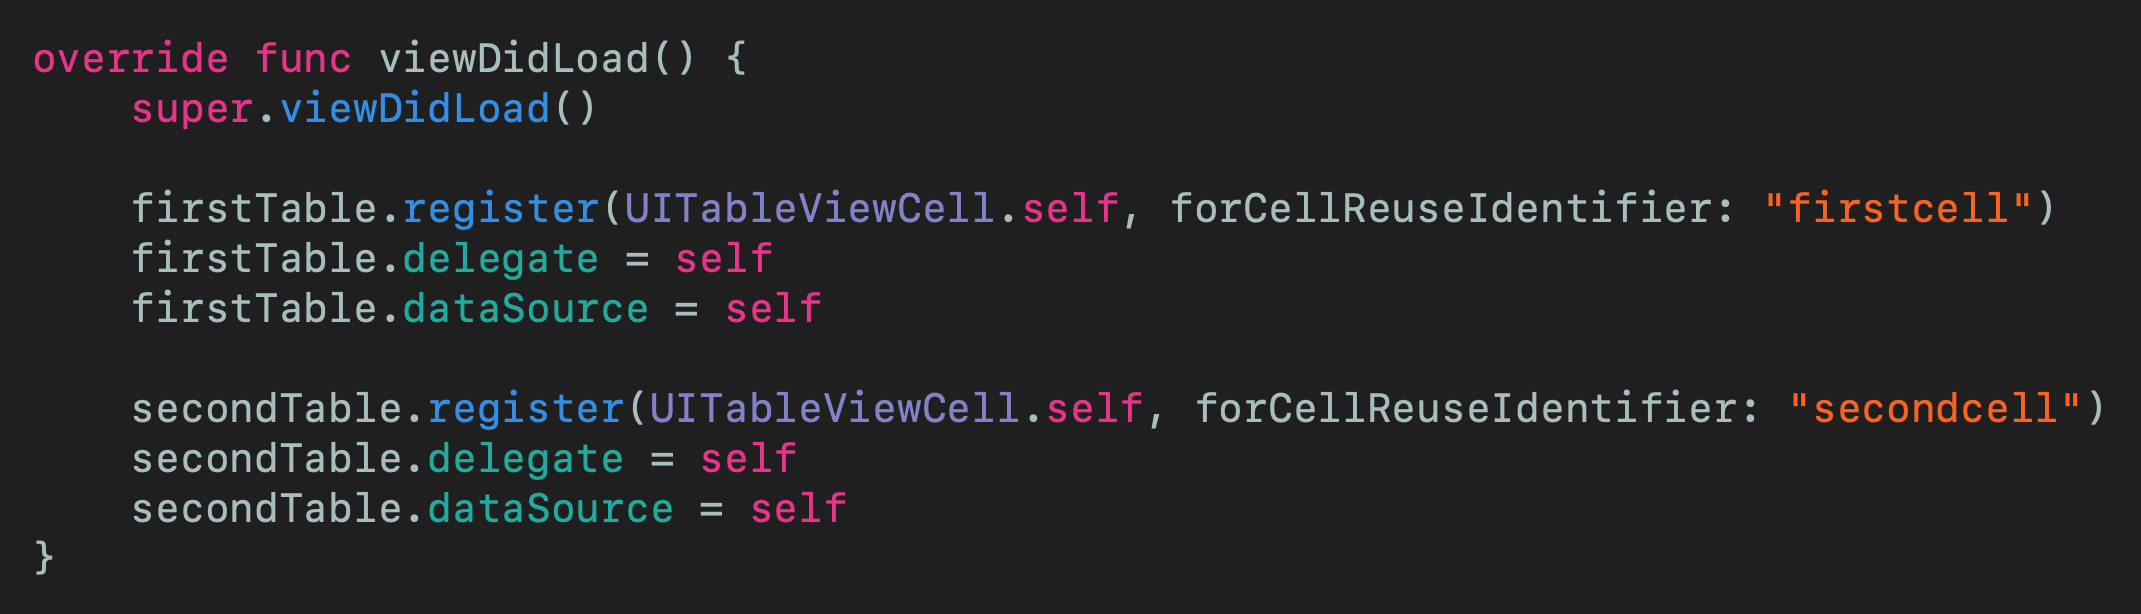 override func viewDidLoad() {
    super.viewDidLoad()

    firstTable.register(UITableViewCell.self, forCellReuseIdentifier: "firstcell")
    firstTable.delegate = self
    firstTable.dataSource = self

    secondTable.register(UITableViewCell.self, forCellReuseIdentifier: "secondcell")
    secondTable.delegate = self
    secondTable.dataSource = self
}